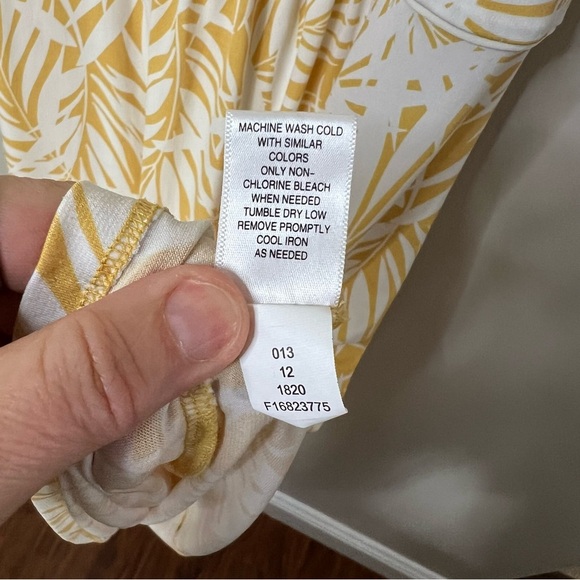 MACHINE WASH COLD
WITH SIMILAR
COLORS
ONLY NON-
CHLORINE BLEACH
WHEN NEEDED
TUMBLE DRY LOW
REMOVE PROMPTLY
COOL IRON
AS NEEDED
013
12
1820
F16823775